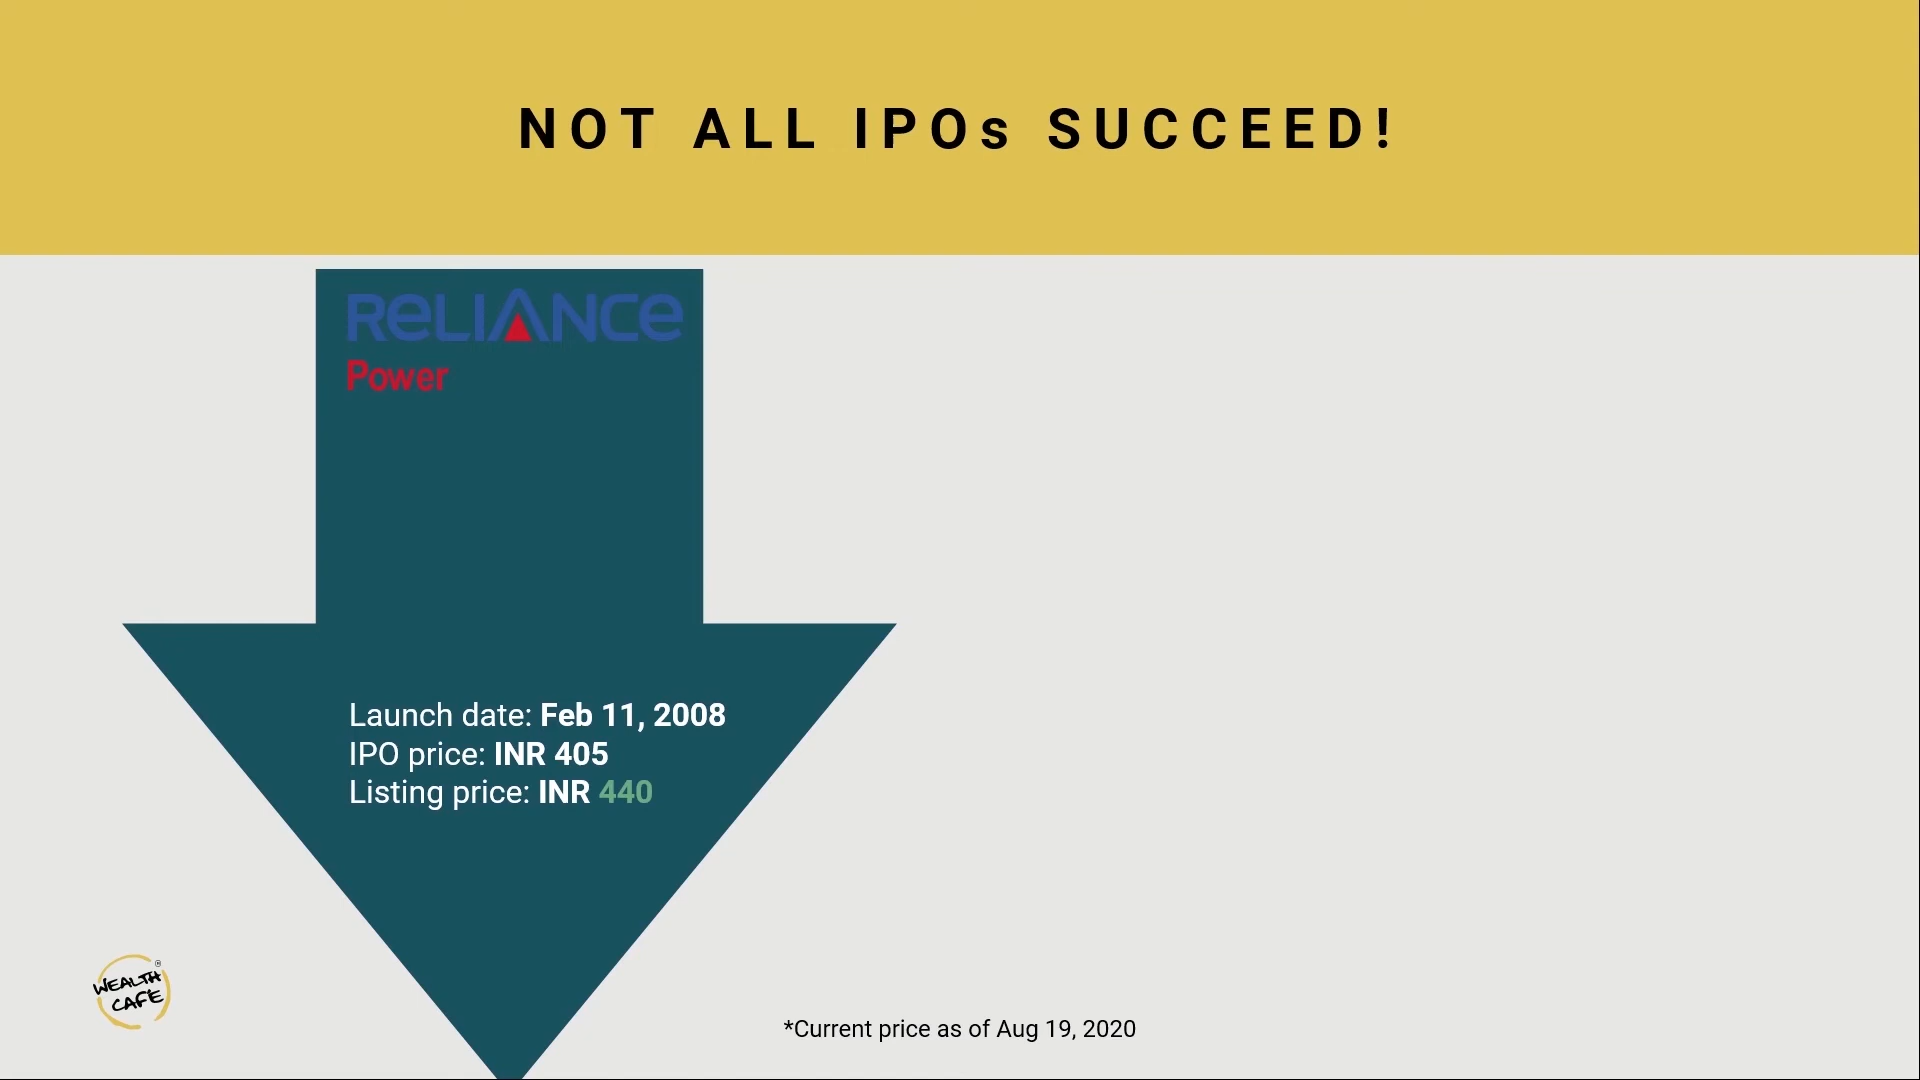 NOT ALL IPOs SUCCEED!
RELIANCE
Power
Launch date: Feb 11, 2008
IPO price: INR 405
Listing price: INR 440
WEALTH
CAFE
®
*Current price as of Aug 19, 2020